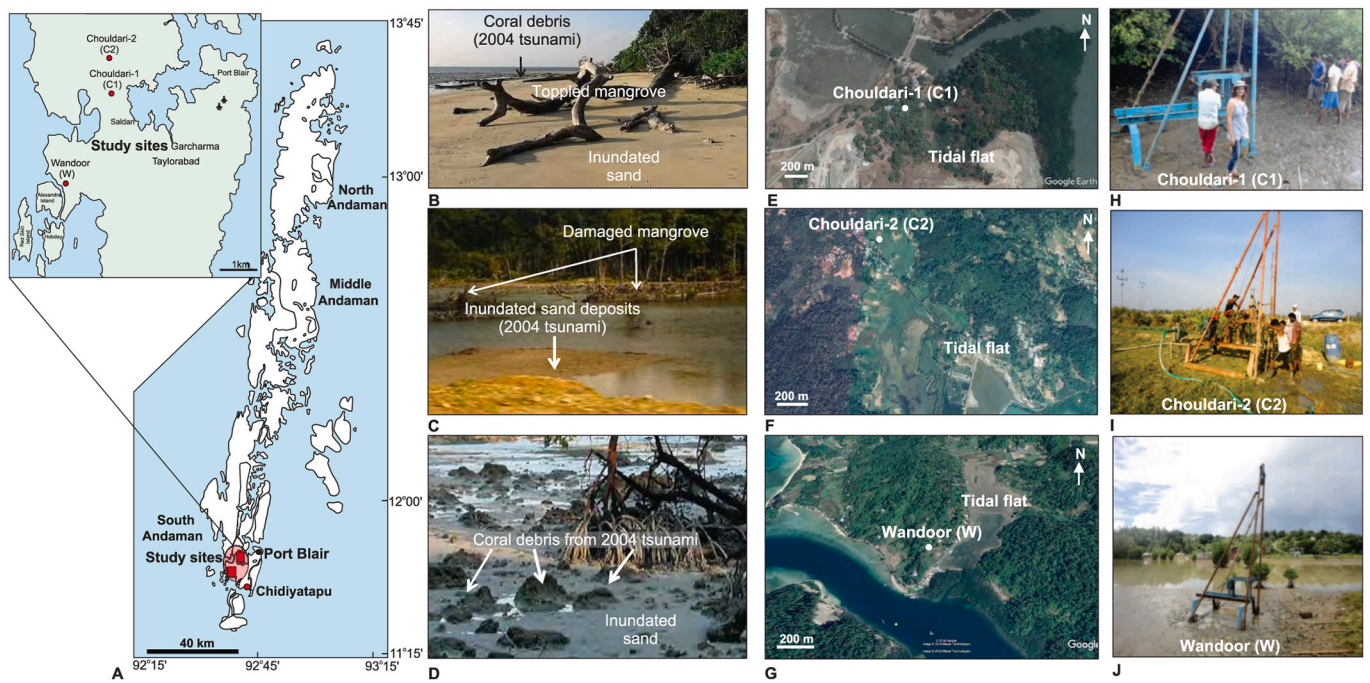 Chouldari-2
(C2)
Chouldari-1
(C1)
Port Blair
Saldari
Study sites
Garcharma
Taylorabad
Wandoor
(W)
Alexandra
Island
Red Skin
Island
Hobday
1km
13°45'
North
Andaman
13°00'
Middle
Andaman
12°00'
South
Andaman
Study sites
Port Blair
Chidiyatapu
40 km
11°15'
92°15'
92°45'
93°15'
A
Coral debris
(2004 tsunami)
Toppled mangrove
Inundated
sand
B
Damaged mangrove
Inundated sand deposits
(2004 tsunami)
C
Coral debris from 2004 tsunami
Inundated
sand
D
N
Chouldari-1 (C1)
Tidal flat
200 m
Google Earth
E
Chouldari-2 (C2)
N
Tidal flat
200 m
F
N
Tidal flat
Wandoor (W)
200 m
Google
G
Chouldari-1 (C1)
H
Chouldari-2 (C2)
I
Wandoor (W)
J